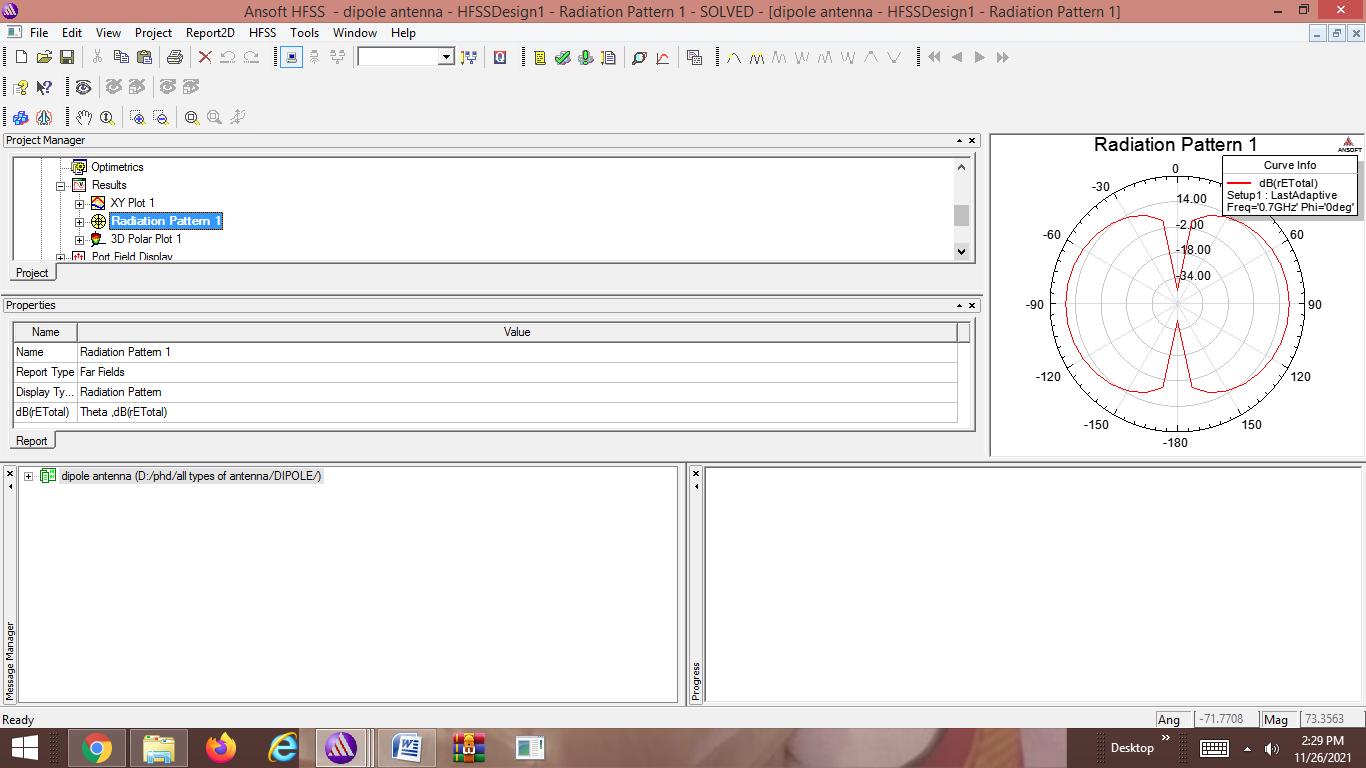 Ansoft HFSS - dipole antenna - HFSSDesign1 - Radiation Pattern 1 - SOLVED - [dipole antenna - HFSSDesign1 - Radiation Pattern 1]
File Edit View Project Report2D HFSS Tools Window Help
Project Manager
Optimetrics
Results
XY Plot 1
Radiation Pattern 1
3D Polar Plot 1
Port Field Display
Project
Properties
Name Value
Name Radiation Pattern 1
Report Type Far Fields
Display Ty... Radiation Pattern
dB(rETotal) Theta ,dB(rETotal)
Report
Radiation Pattern 1
ANSOFT
Curve Info
dB(rETotal)
Setup1 : LastAdaptive
Freq='0.7GHz' Phi='0deg'
0
-30
14.00
-60
-2.00
60
-18.00
-34.00
-90
90
-120
120
-150
150
-180
dipole antenna (D:/phd/all types of antenna/DIPOLE/)
Message Manager
Progress
Ready
Ang -71.7708 Mag 73.3563
Desktop
2:29 PM
11/26/2021